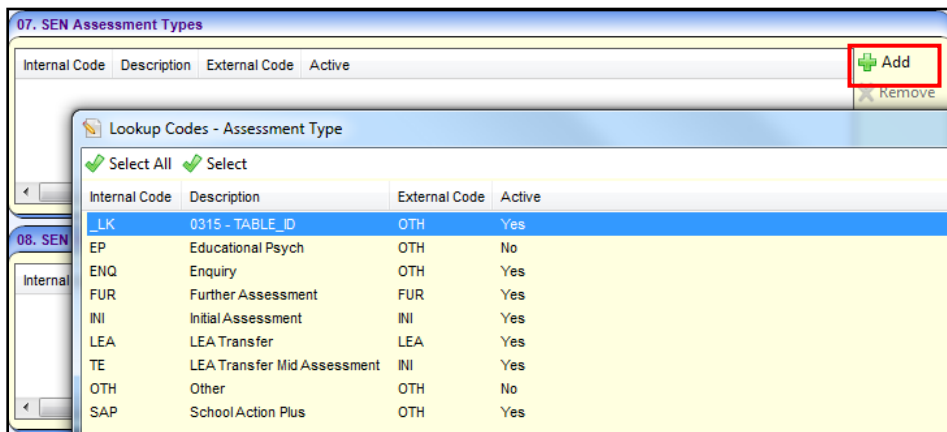 07. SEN Assessment Types
Internal Code Description External Code Active
Add
Remove
Lookup Codes - Assessment Type
Select All Select
Internal Code Description External Code Active
_LK 0315 - TABLE_ID OTH Yes
EP Educational Psych OTH No
ENQ Enquiry OTH Yes
FUR Further Assessment FUR Yes
INI Initial Assessment INI Yes
LEA LEA Transfer LEA Yes
TE LEA Transfer Mid Assessment INI Yes
OTH Other OTH No
SAP School Action Plus OTH Yes
08. SEN
Internal